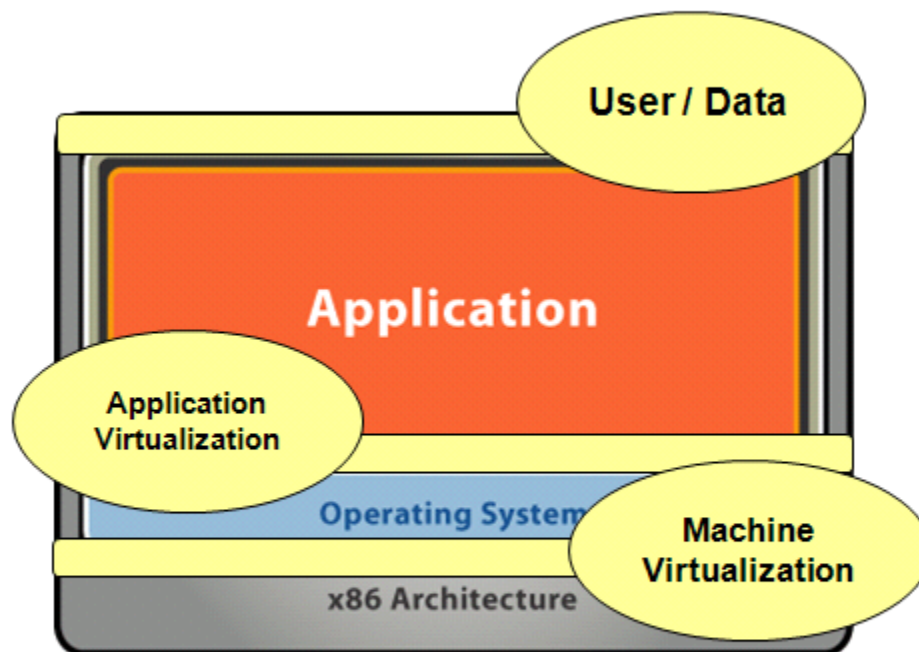 User / Data
Application
Application
Virtualization
Operating System
Machine
Virtualization
x86 Architecture